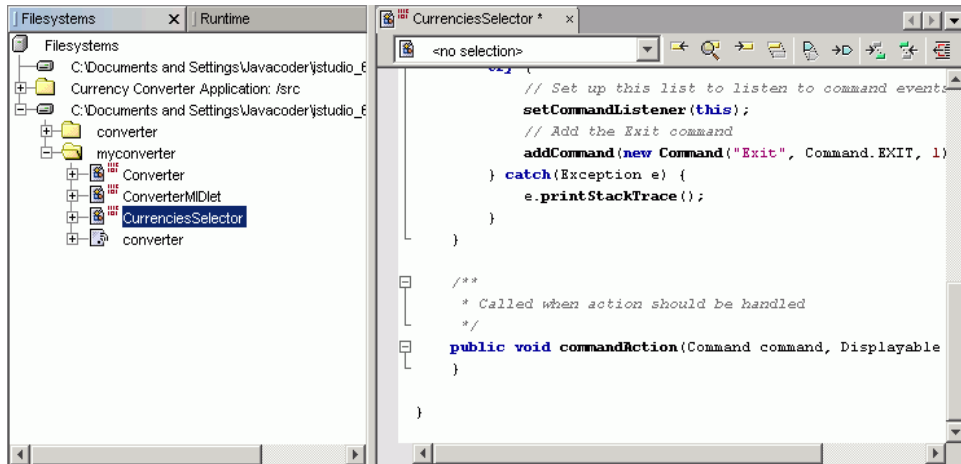 Filesystems
Runtime
Filesystems
C:\Documents and Settings\Javacoder\jstudio_6
Currency Converter Application: /src
C:\Documents and Settings\Javacoder\jstudio_6
converter
myconverter
Converter
ConverterMIDlet
CurrenciesSelector
converter
CurrenciesSelector *
<no selection>
try {
// Set up this list to listen to command events
setCommandListener(this);
// Add the Exit command
addCommand(new Command("Exit", Command.EXIT, 1)
} catch(Exception e) {
e.printStackTrace();
}
}
/**
* Called when action should be handled
*/
public void commandAction(Command command, Displayable
}
}